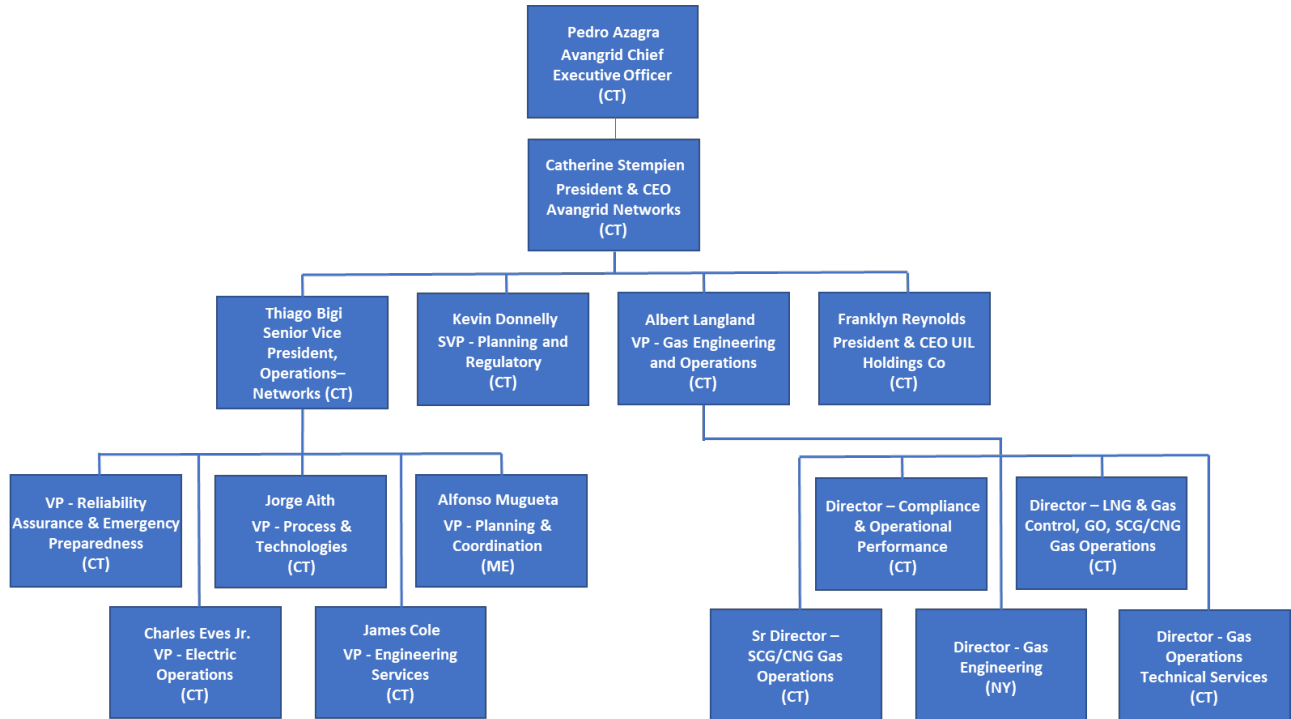 Pedro Azagra
Avangrid Chief
Executive Officer
(CT)
Catherine Stempien
President & CEO
Avangrid Networks
(CT)
Thiago Bigi
Senior Vice
President,
Operations–
Networks (CT)
Kevin Donnelly
SVP - Planning and
Regulatory
(CT)
Albert Langland
VP - Gas Engineering
and Operations
(CT)
Franklyn Reynolds
President & CEO UIL
Holdings Co
(CT)
VP - Reliability
Assurance & Emergency
Preparedness
(CT)
Jorge Aith
VP - Process &
Technologies
(CT)
Alfonso Mugueta
VP - Planning &
Coordination
(ME)
Director – Compliance
& Operational
Performance
(CT)
Director – LNG & Gas
Control, GO, SCG/CNG
Gas Operations
(CT)
Charles Eves Jr.
VP - Electric
Operations
(CT)
James Cole
VP - Engineering
Services
(CT)
Sr Director –
SCG/CNG Gas
Operations
(CT)
Director - Gas
Engineering
(NY)
Director - Gas
Operations
Technical Services
(CT)